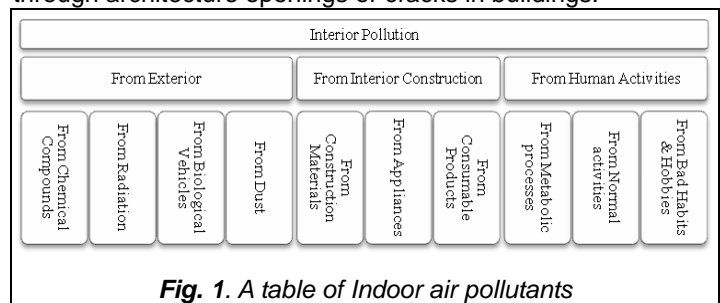 through architecture openings or cracks in buildings.
Interior Pollution
From Exterior
From Interior Construction
From Human Activities
From Chemical
Compounds
From Radiation
From Biological
Vehicles
From Dust
From
Construction
Materials
From Appliances
From
Consumable
Products
From Metabolic
processes
From Normal
activities
From Bad Habits
& Hobbies
Fig. 1. A table of Indoor air pollutants